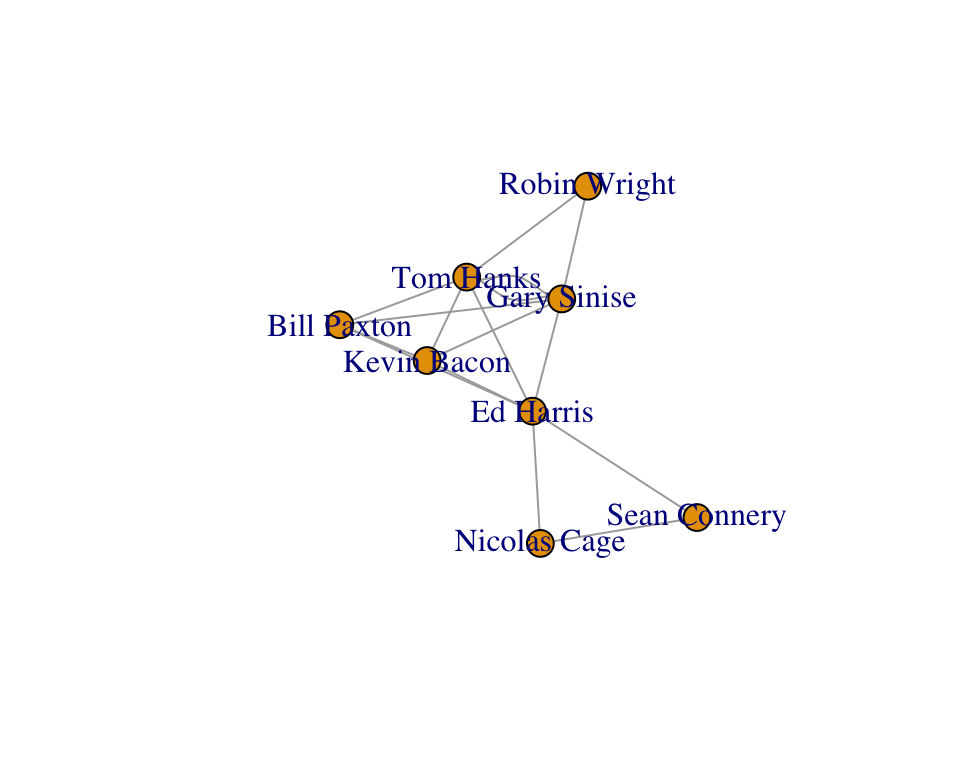 Robin Wright
Tom Hanks
Gary Sinise
Bill Paxton
Kevin Bacon
Ed Harris
Sean Connery
Nicolas Cage